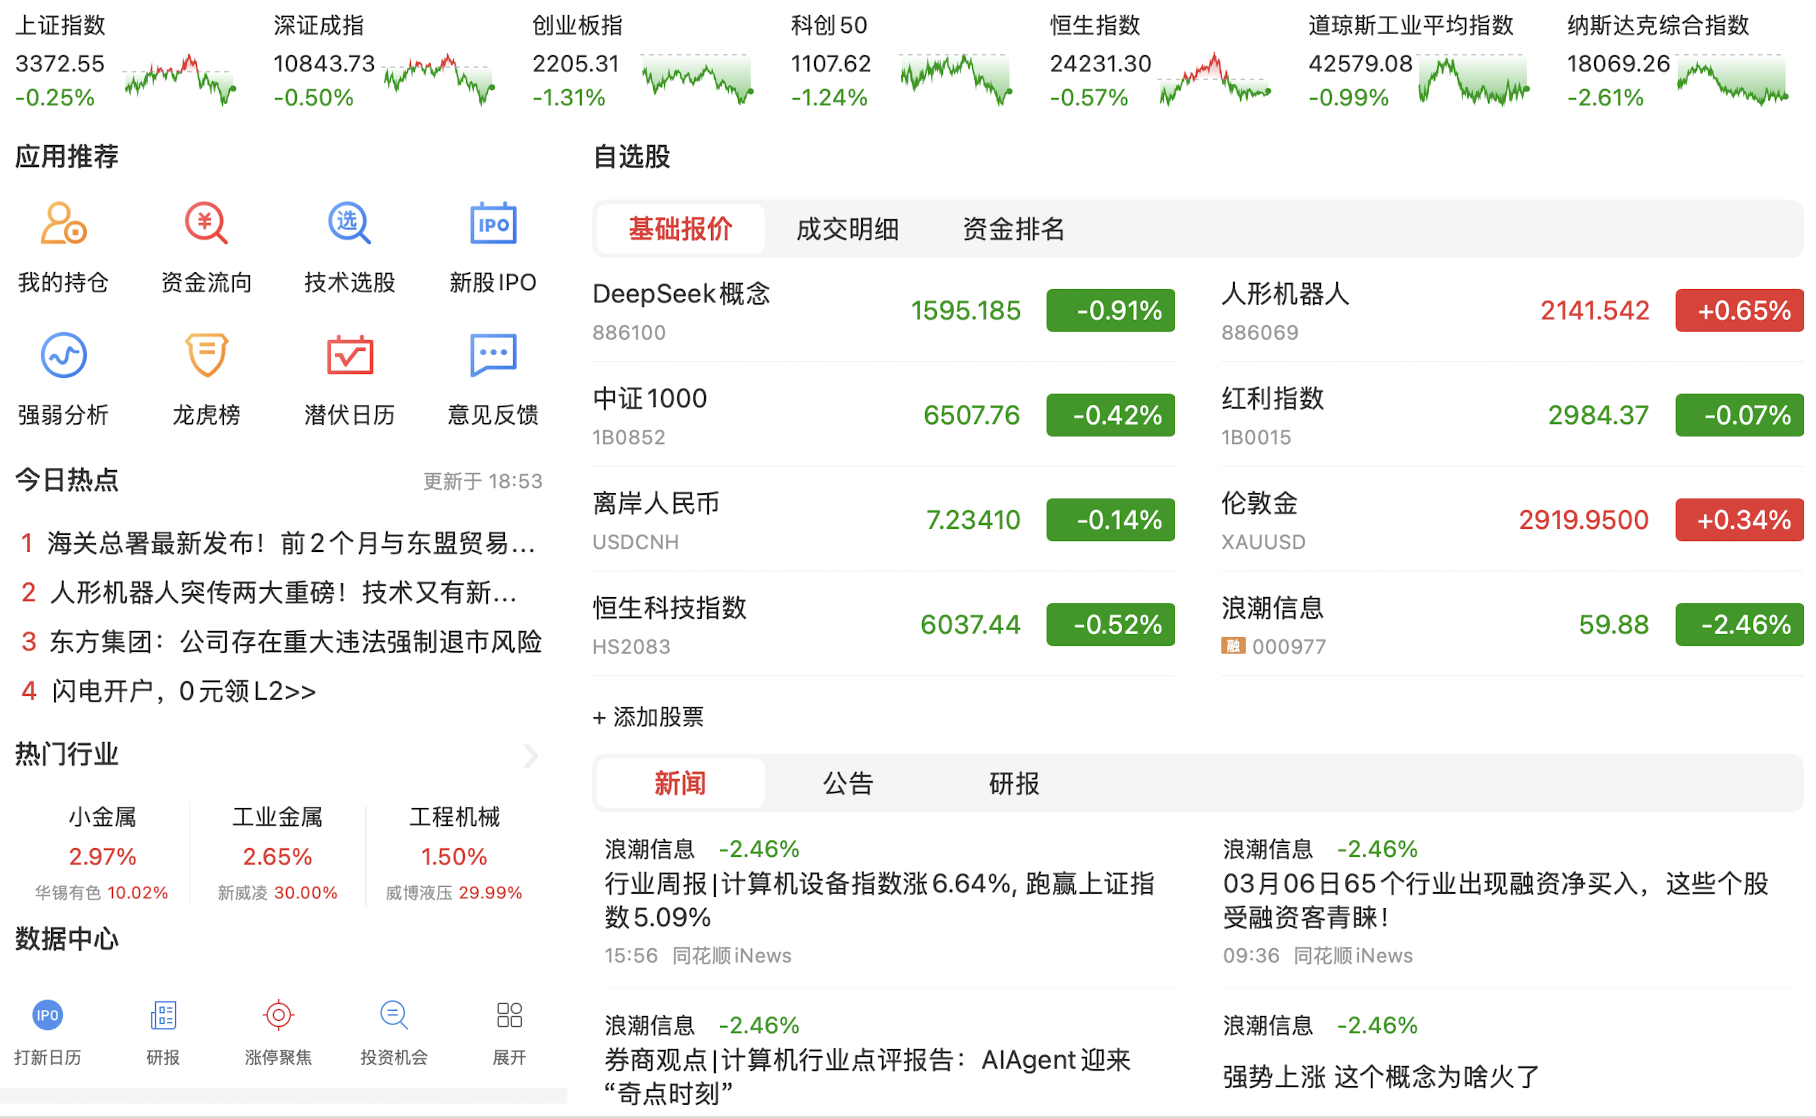 上证指数
3372.55
-0.25%
深证成指
10843.73
-0.50%
创业板指
2205.31
-1.31%
科创50
1107.62
-1.24%
恒生指数
24231.30
-0.57%
道琼斯工业平均指数
42579.08
-0.99%
纳斯达克综合指数
18069.26
-2.61%
应用推荐
¥
选
IPO
我的持仓
资金流向
技术选股
新股IPO
强弱分析
龙虎榜
潜伏日历
意见反馈
今日热点
更新于 18:53
1 海关总署最新发布！前2个月与东盟贸易...
2 人形机器人突传两大重磅！技术又有新...
3 东方集团：公司存在重大违法强制退市风险
4 闪电开户，0元领L2>>
热门行业
小金属
2.97%
华锡有色 10.02%
工业金属
2.65%
新威凌 30.00%
工程机械
1.50%
威博液压 29.99%
数据中心
IPO
打新日历
研报
涨停聚焦
投资机会
展开
自选股
基础报价
成交明细
资金排名
DeepSeek概念
886100
1595.185
-0.91%
人形机器人
886069
2141.542
+0.65%
中证1000
1B0852
6507.76
-0.42%
红利指数
1B0015
2984.37
-0.07%
离岸人民币
USDCNH
7.23410
-0.14%
伦敦金
XAUUSD
2919.9500
+0.34%
恒生科技指数
HS2083
6037.44
-0.52%
浪潮信息
融 000977
59.88
-2.46%
+ 添加股票
新闻
公告
研报
浪潮信息 -2.46%
行业周报|计算机设备指数涨6.64%, 跑赢上证指
数5.09%
15:56 同花顺iNews
浪潮信息 -2.46%
03月06日65个行业出现融资净买入，这些个股
受融资客青睐！
09:36 同花顺iNews
浪潮信息 -2.46%
券商观点|计算机行业点评报告：AIAgent迎来
“奇点时刻”
浪潮信息 -2.46%
强势上涨 这个概念为啥火了